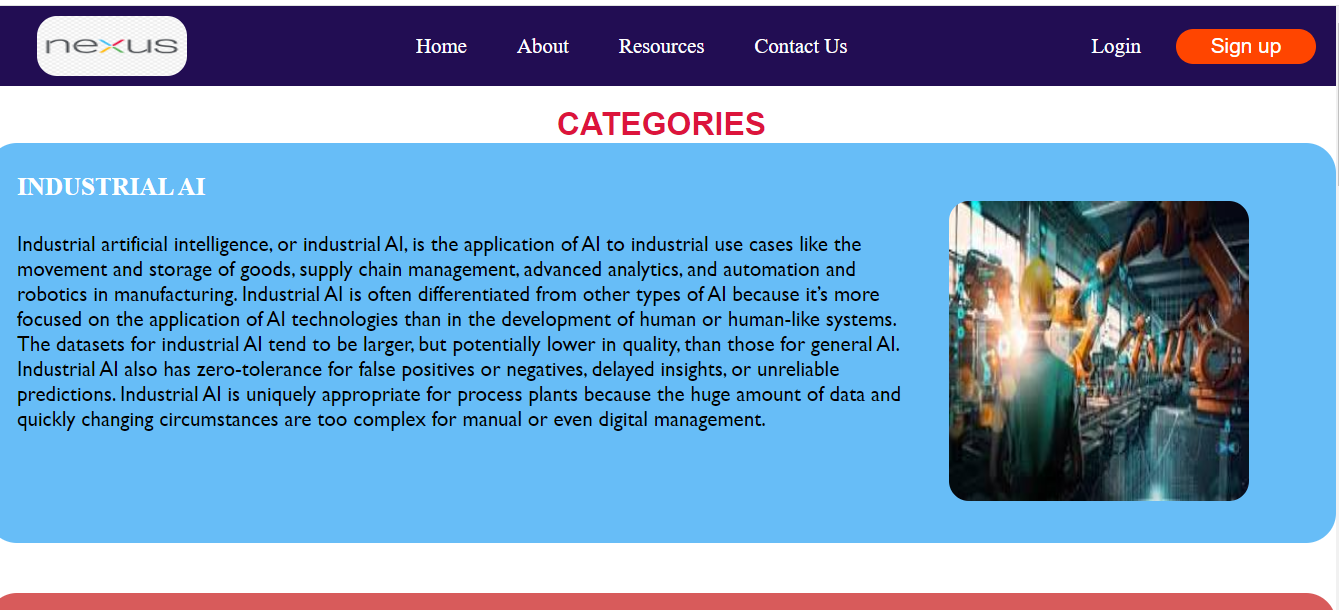 nexus
Home About Resources Contact Us Login Sign up
CATEGORIES
INDUSTRIAL AI
Industrial artificial intelligence, or industrial AI, is the application of AI to industrial use cases like the
movement and storage of goods, supply chain management, advanced analytics, and automation and
robotics in manufacturing. Industrial AI is often differentiated from other types of AI because it’s more
focused on the application of AI technologies than in the development of human or human-like systems.
The datasets for industrial AI tend to be larger, but potentially lower in quality, than those for general AI.
Industrial AI also has zero-tolerance for false positives or negatives, delayed insights, or unreliable
predictions. Industrial AI is uniquely appropriate for process plants because the huge amount of data and
quickly changing circumstances are too complex for manual or even digital management.